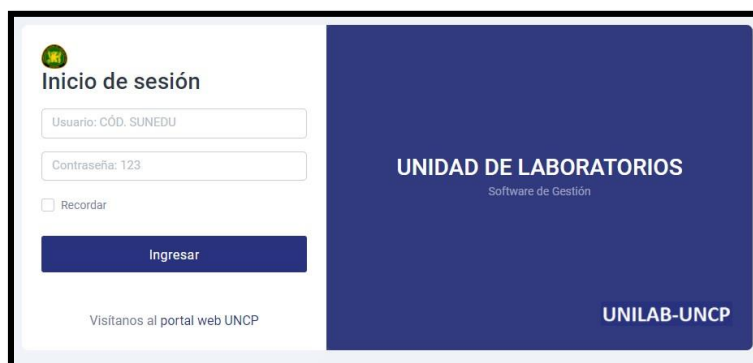 Inicio de sesión
Usuario: CÓD. SUNEDU
Contraseña: 123
Recordar
Ingresar
Visítanos al portal web UNCP
UNIDAD DE LABORATORIOS
Software de Gestión
UNILAB-UNCP